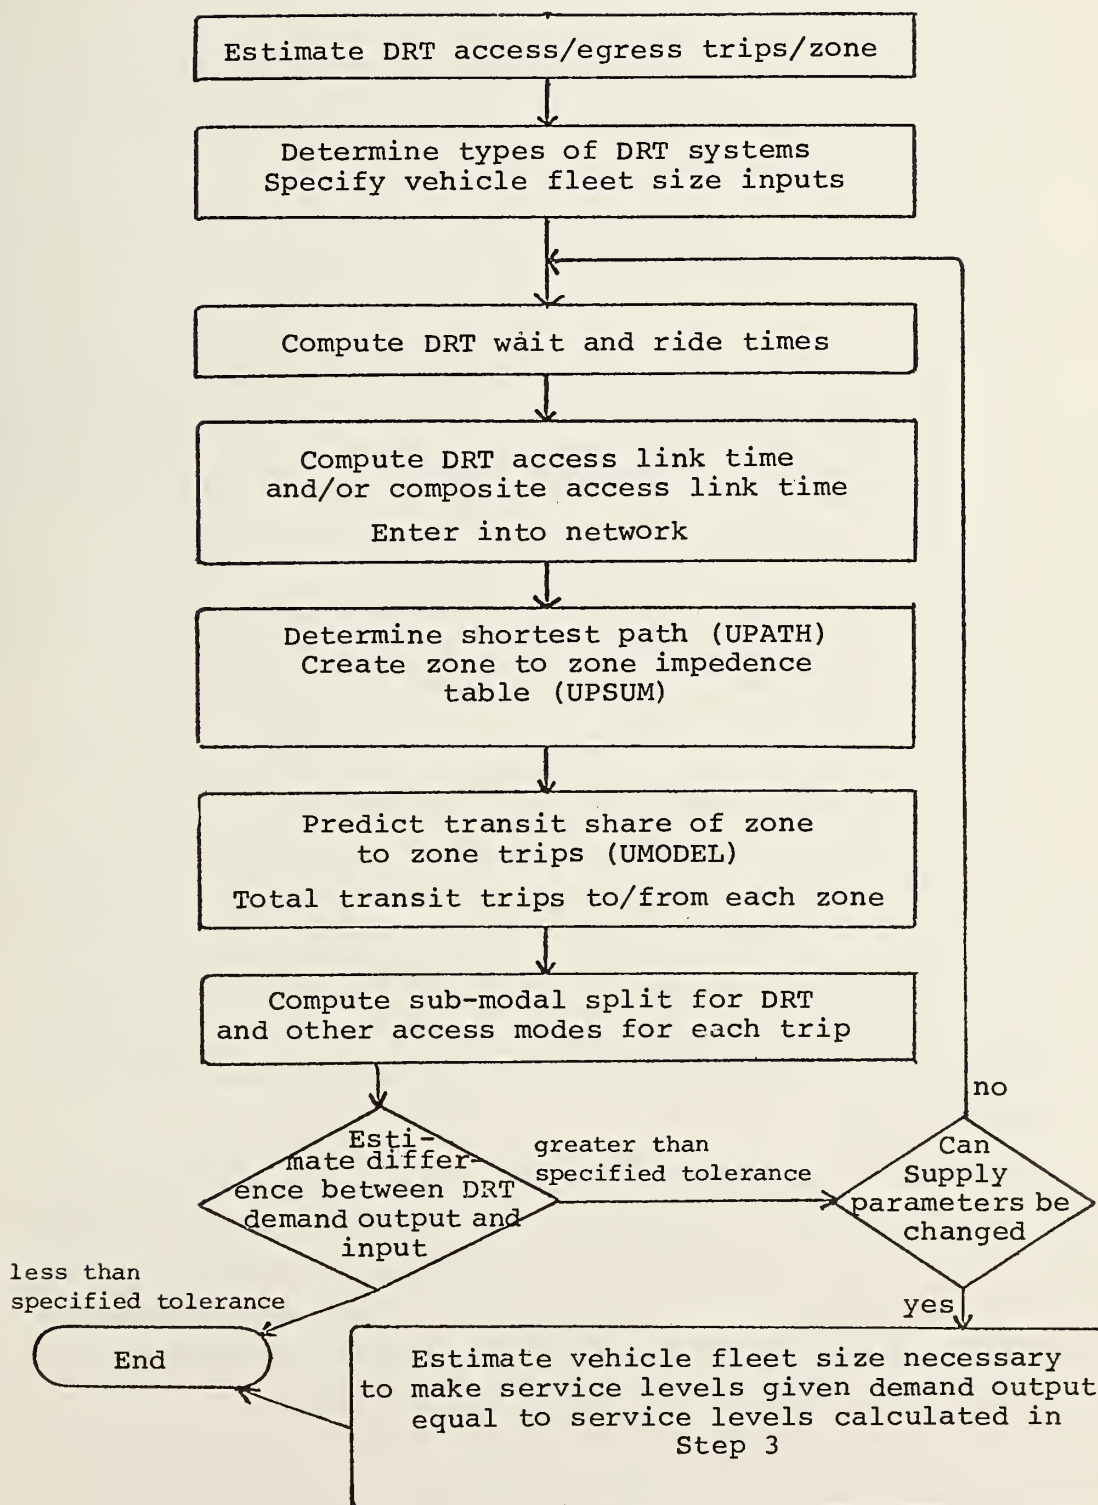 Estimate DRT access/egress trips/zone
Determine types of DRT systems
Specify vehicle fleet size inputs
Compute DRT wait and ride times
Compute DRT access link time
and/or composite access link time
Enter into network
Determine shortest path (UPATH)
Create zone to zone impedence
table (UPSUM)
Predict transit share of zone
to zone trips (UMODEL)
Total transit trips to/from each zone
Compute sub-modal split for DRT
and other access modes for each trip
no
Esti-
mate differ-
ence between DRT
demand output and
input
greater than
specified tolerance
Can
Supply
parameters be
changed
less than
specified tolerance
yes
End
Estimate vehicle fleet size necessary
to make service levels given demand output
equal to service levels calculated in
Step 3